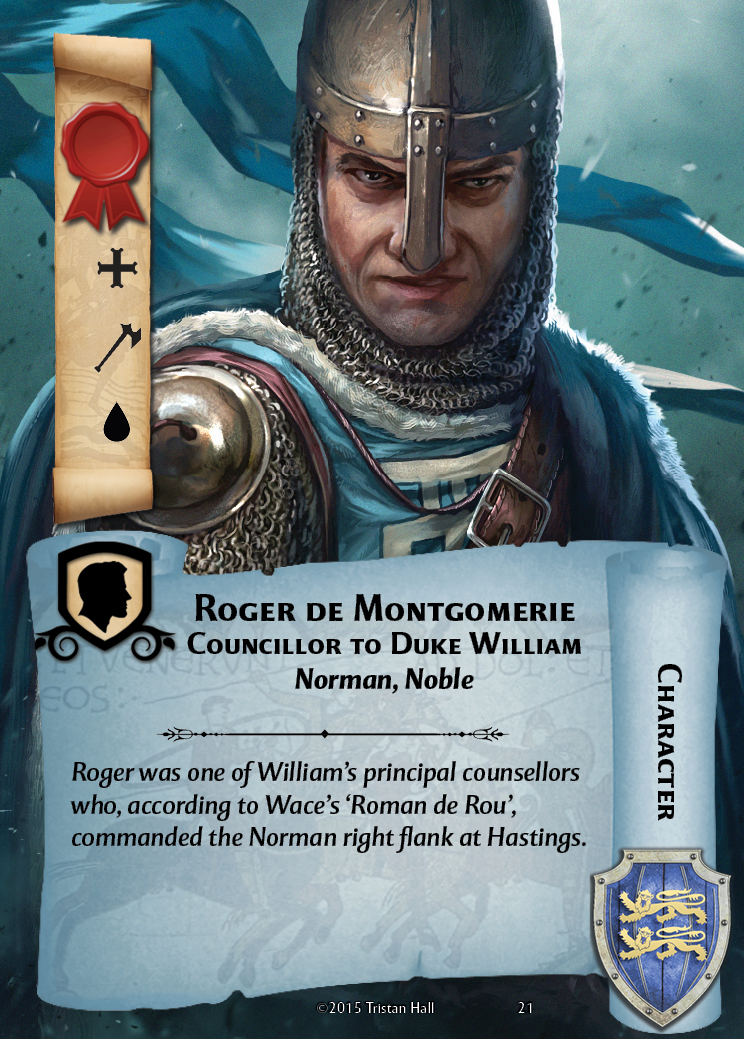 Roger de Montgomerie
Councillor to Duke William
Norman, Noble
Roger was one of William's principal counsellors
who, according to Wace's 'Roman de Rou',
commanded the Norman right flank at Hastings.
Character
©2015 Tristan Hall
21